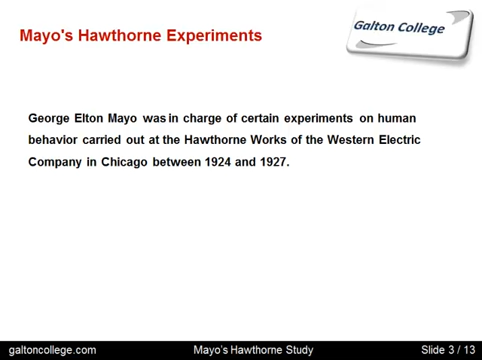 Mayo's Hawthorne Experiments
Galton College
George Elton Mayo was in charge of certain experiments on human
behavior carried out at the Hawthorne Works of the Western Electric
Company in Chicago between 1924 and 1927.
galtoncollege.com
Mayo's Hawthorne Study
Slide 3 / 13